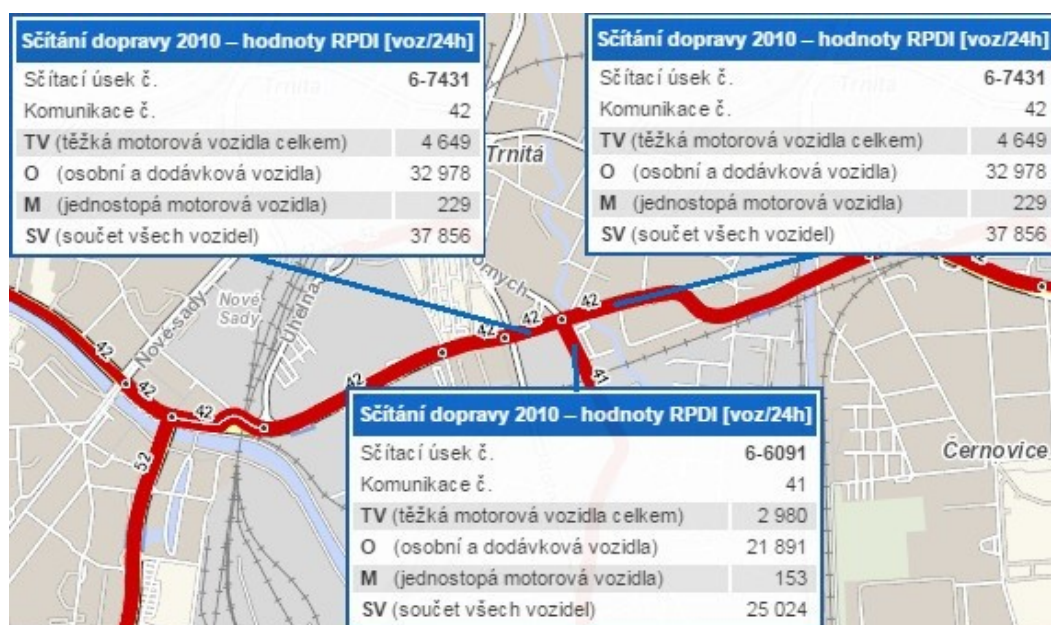 Sčítání dopravy 2010 – hodnoty RPDI [voz/24h]
Sčítací úsek č. 6-7431
Komunikace č. 42
TV (těžká motorová vozidla celkem) 4 649
O (osobní a dodávková vozidla) 32 978
M (jednostopá motorová vozidla) 229
SV (součet všech vozidel) 37 856
Sčítání dopravy 2010 – hodnoty RPDI [voz/24h]
Sčítací úsek č. 6-7431
Komunikace č. 42
TV (těžká motorová vozidla celkem) 4 649
O (osobní a dodávková vozidla) 32 978
M (jednostopá motorová vozidla) 229
SV (součet všech vozidel) 37 856
Trnitá
Trnitá
Nové
Sady
Nové sady
Uhelná
ornych
42
42
42
42
42
42
42
42
41
52
Černovice
Sčítání dopravy 2010 – hodnoty RPDI [voz/24h]
Sčítací úsek č. 6-6091
Komunikace č. 41
TV (těžká motorová vozidla celkem) 2 980
O (osobní a dodávková vozidla) 21 891
M (jednostopá motorová vozidla) 153
SV (součet všech vozidel) 25 024